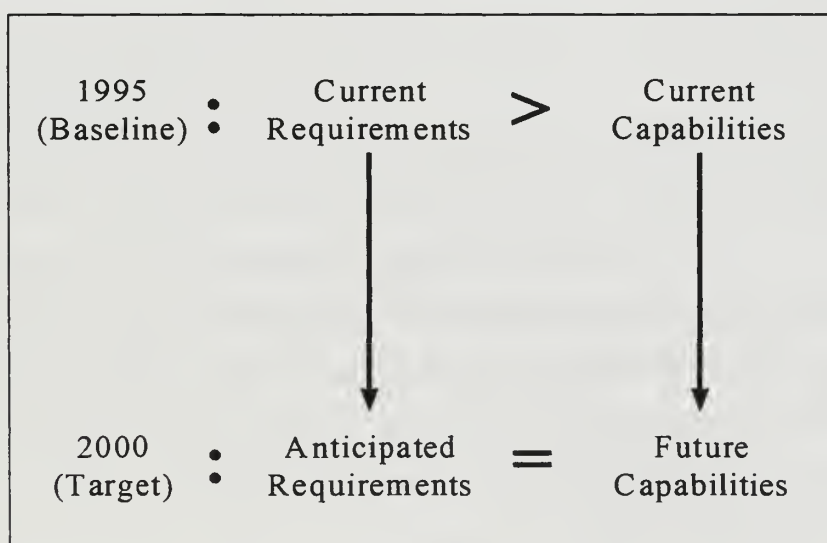 1995 : Current > Current
(Baseline) Requirements Capabilities
2000 : Anticipated = Future
(Target) Requirements Capabilities